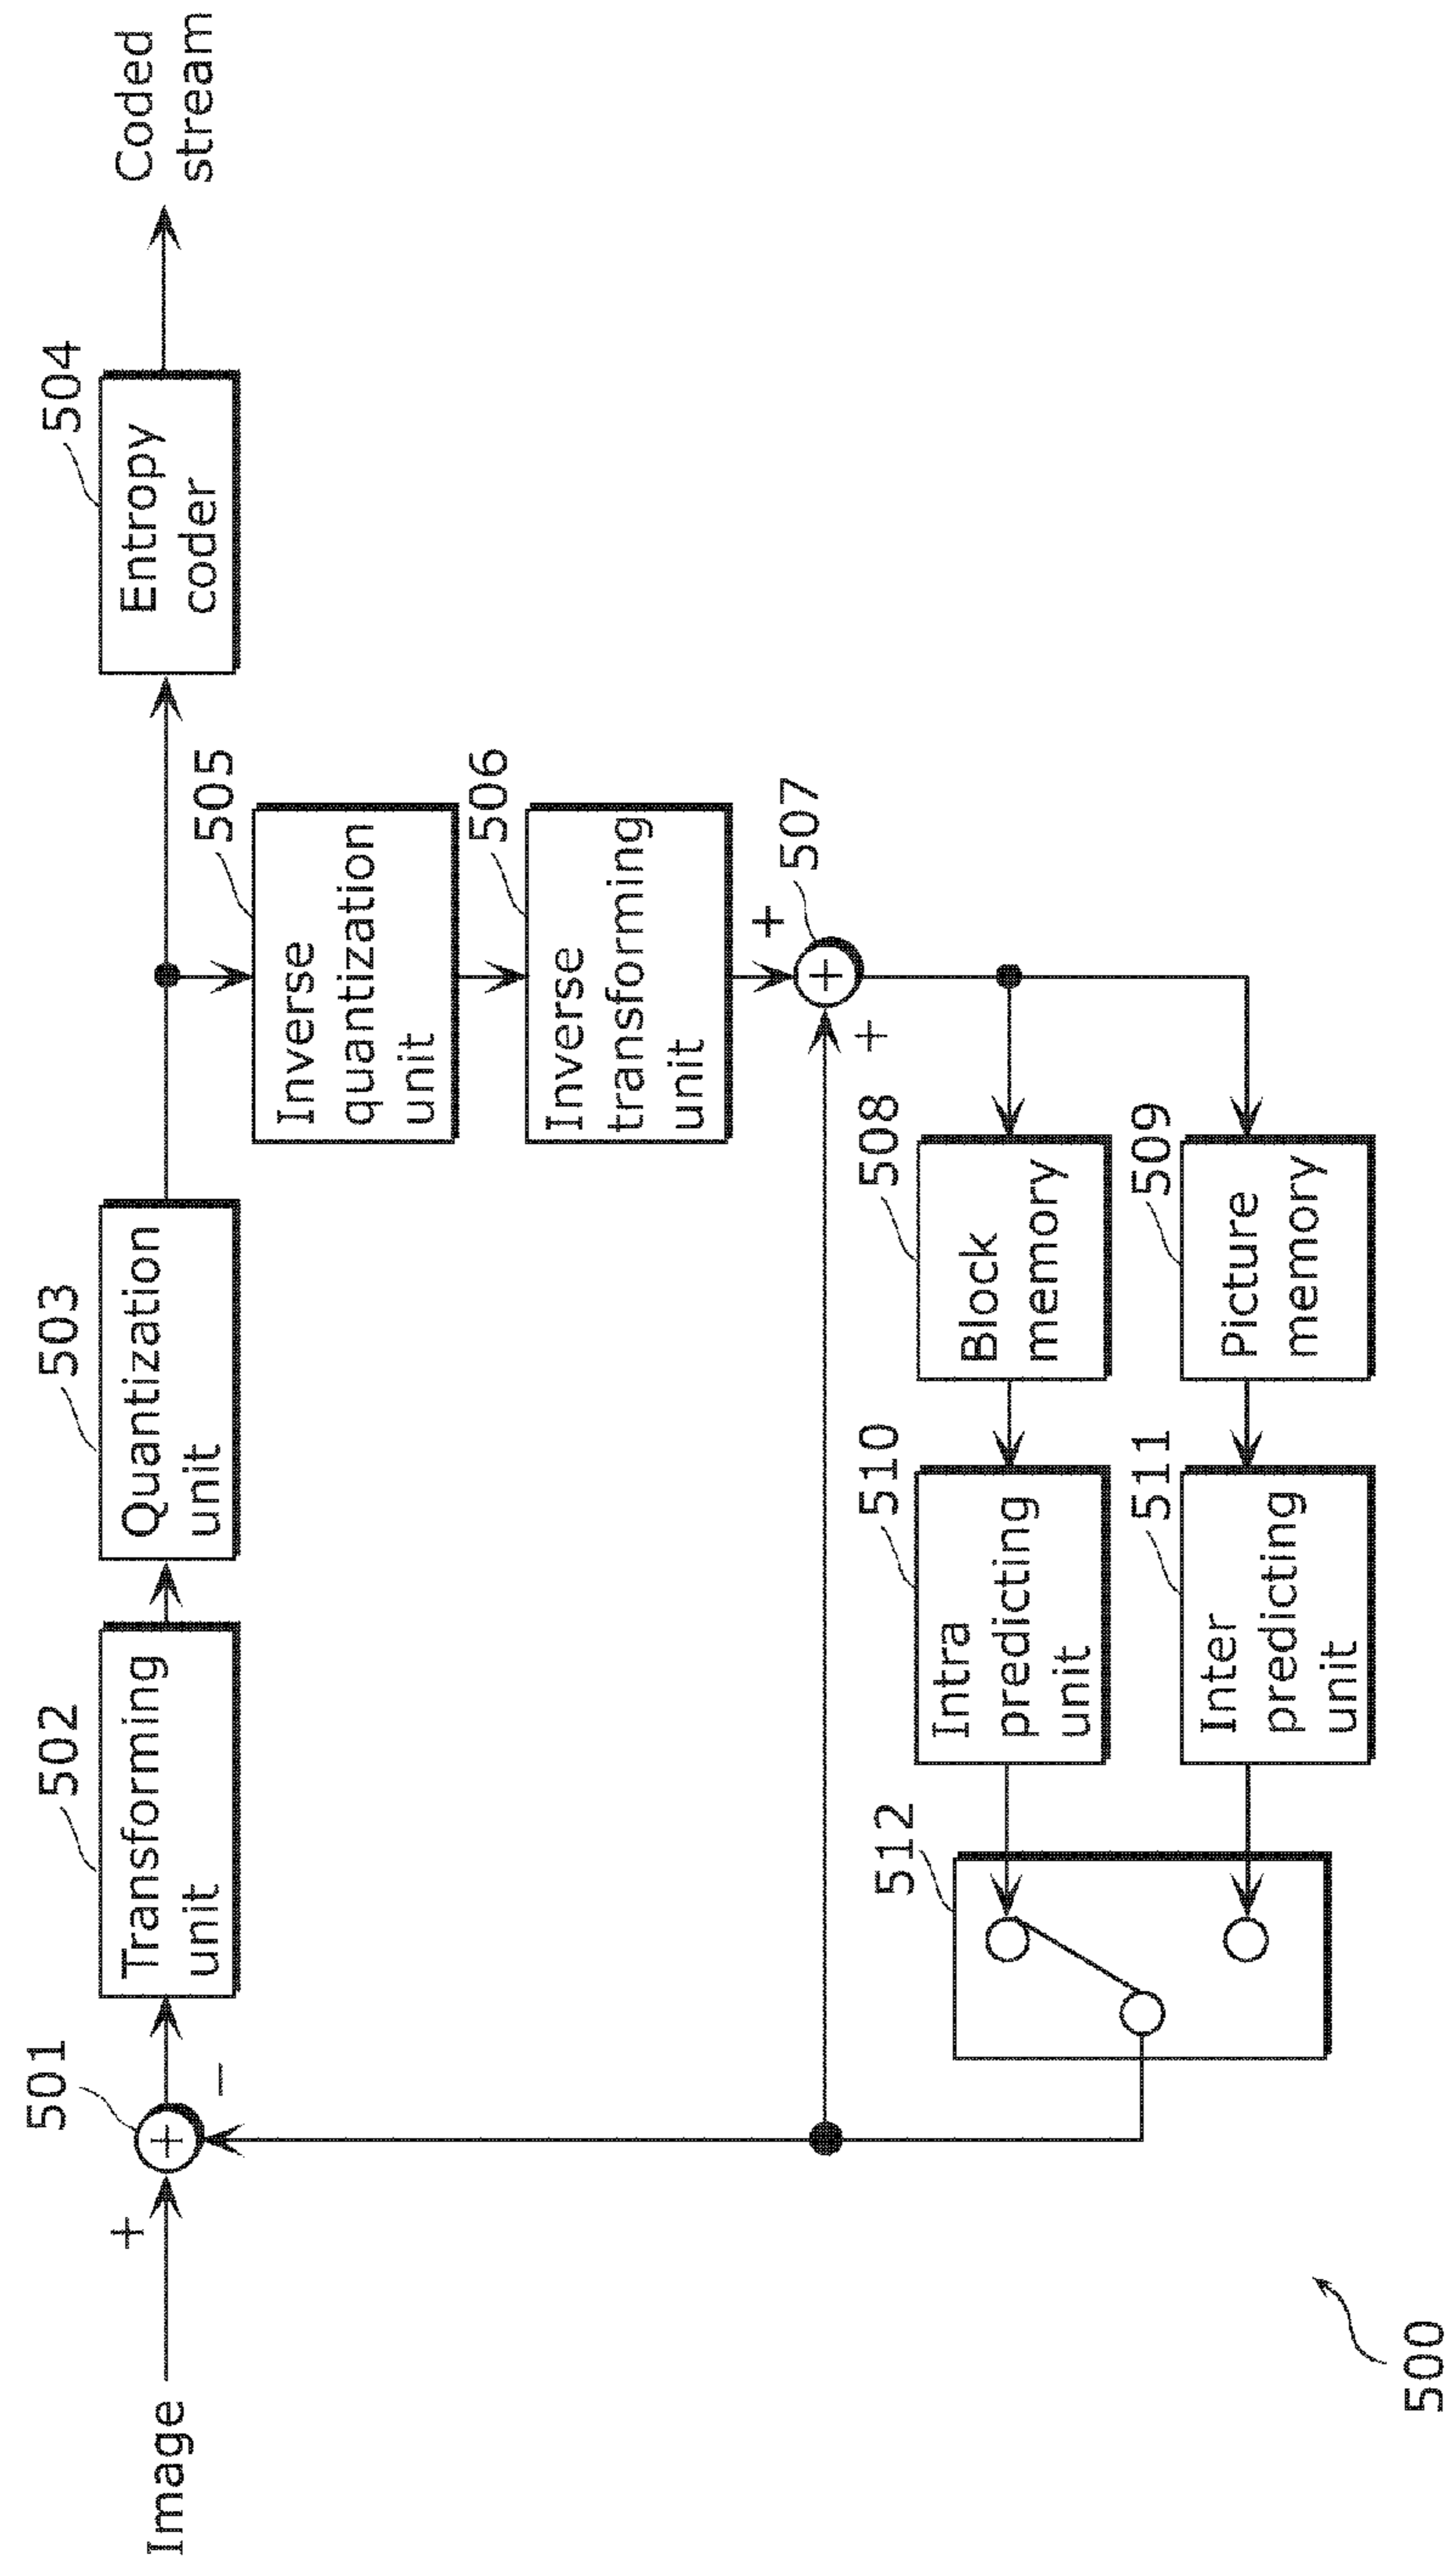 501
502
503
504
Image
+
+
−
Transforming
unit
Quantization
unit
Entropy
coder
Coded
stream
505
Inverse
quantization
unit
506
Inverse
transforming
unit
+
507
+
+
512
510
508
Intra
predicting
unit
Block
memory
511
509
Inter
predicting
unit
Picture
memory
500